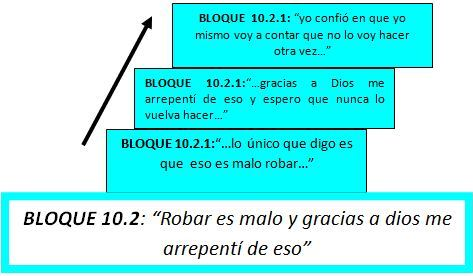 BLOQUE 10.2.1: “yo confió en que yo
mismo voy a contar que no lo voy hacer
otra vez…”
BLOQUE 10.2.1:“…gracias a Dios me
arrepentí de eso y espero que nunca lo
vuelva hacer…”
BLOQUE 10.2.1:“…lo único que digo es
que eso es malo robar…”
BLOQUE 10.2: “Robar es malo y gracias a dios me
arrepentí de eso”